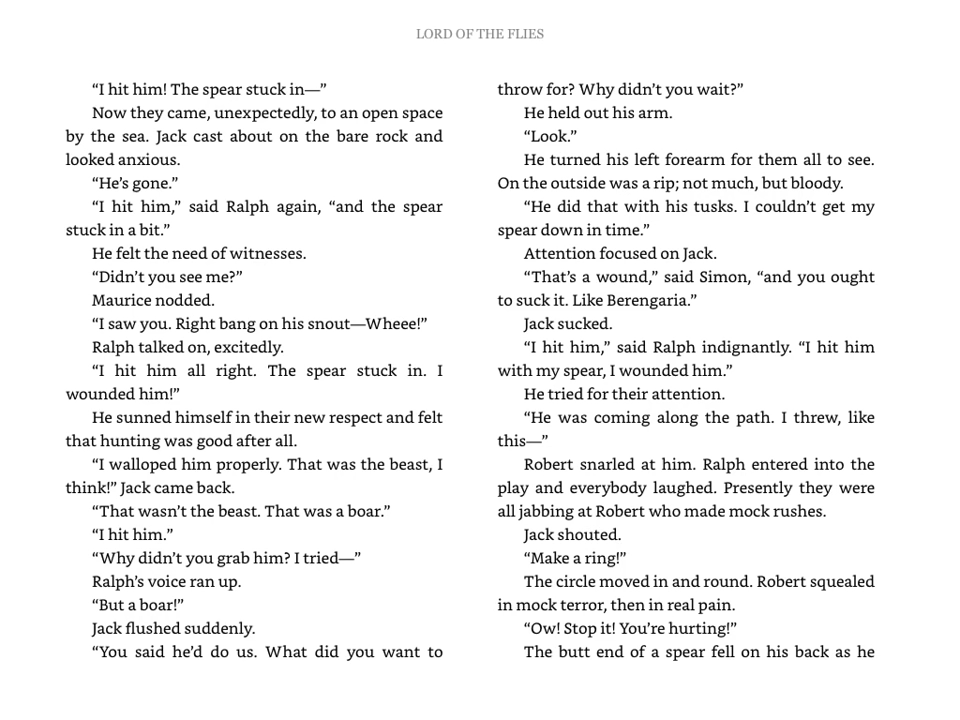 LORD OF THE FLIES
“I hit him! The spear stuck in—”
Now they came, unexpectedly, to an open space
by the sea. Jack cast about on the bare rock and
looked anxious.
“He’s gone.”
“I hit him,” said Ralph again, “and the spear
stuck in a bit.”
He felt the need of witnesses.
“Didn’t you see me?”
Maurice nodded.
“I saw you. Right bang on his snout—Wheee!”
Ralph talked on, excitedly.
“I hit him all right. The spear stuck in. I
wounded him!”
He sunned himself in their new respect and felt
that hunting was good after all.
“I walloped him properly. That was the beast, I
think!” Jack came back.
“That wasn’t the beast. That was a boar.”
“I hit him.”
“Why didn’t you grab him? I tried—”
Ralph’s voice ran up.
“But a boar!”
Jack flushed suddenly.
“You said he’d do us. What did you want to
throw for? Why didn’t you wait?”
He held out his arm.
“Look.”
He turned his left forearm for them all to see.
On the outside was a rip; not much, but bloody.
“He did that with his tusks. I couldn’t get my
spear down in time.”
Attention focused on Jack.
“That’s a wound,” said Simon, “and you ought
to suck it. Like Berengaria.”
Jack sucked.
“I hit him,” said Ralph indignantly. “I hit him
with my spear, I wounded him.”
He tried for their attention.
“He was coming along the path. I threw, like
this—”
Robert snarled at him. Ralph entered into the
play and everybody laughed. Presently they were
all jabbing at Robert who made mock rushes.
Jack shouted.
“Make a ring!”
The circle moved in and round. Robert squealed
in mock terror, then in real pain.
“Ow! Stop it! You’re hurting!”
The butt end of a spear fell on his back as he